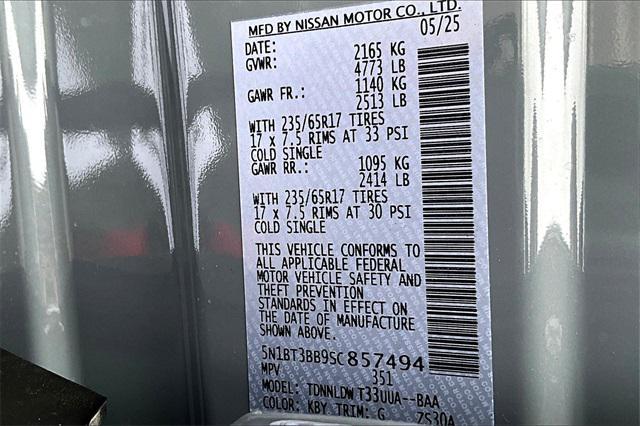 MFD BY NISSAN MOTOR CO., LTD.
DATE: 05/25
GVWR: 2165 KG
4773 LB
GAWR FR.: 1140 KG
2513 LB
WITH 235/65R17 TIRES
17 x 7.5 RIMS AT 33 PSI
COLD SINGLE
GAWR RR.: 1095 KG
2414 LB
WITH 235/65R17 TIRES
17 x 7.5 RIMS AT 30 PSI
COLD SINGLE
THIS VEHICLE CONFORMS TO
ALL APPLICABLE FEDERAL
MOTOR VEHICLE SAFETY AND
THEFT PREVENTION
STANDARDS IN EFFECT ON
THE DATE OF MANUFACTURE
SHOWN ABOVE.
5N1BT3BB9SC857494
MPV 351
MODEL: TDNNLDW T33UUA--BAA
COLOR: KBY TRIM: G ZS30A